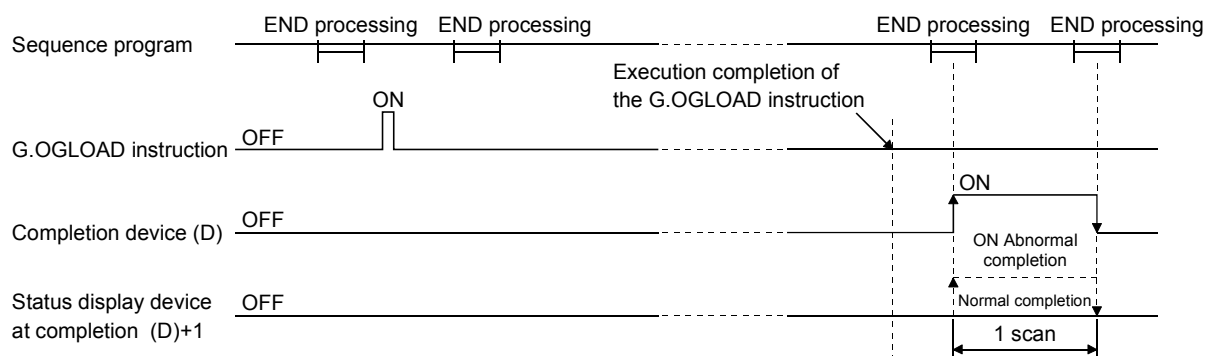 END processing END processing END processing END processing
Sequence program
Execution completion of
the G.OGLOAD instruction
ON
OFF
G.OGLOAD instruction
ON
OFF
Completion device (D)
ON Abnormal
completion
OFF
Status display device
at completion (D)+1
Normal completion
1 scan